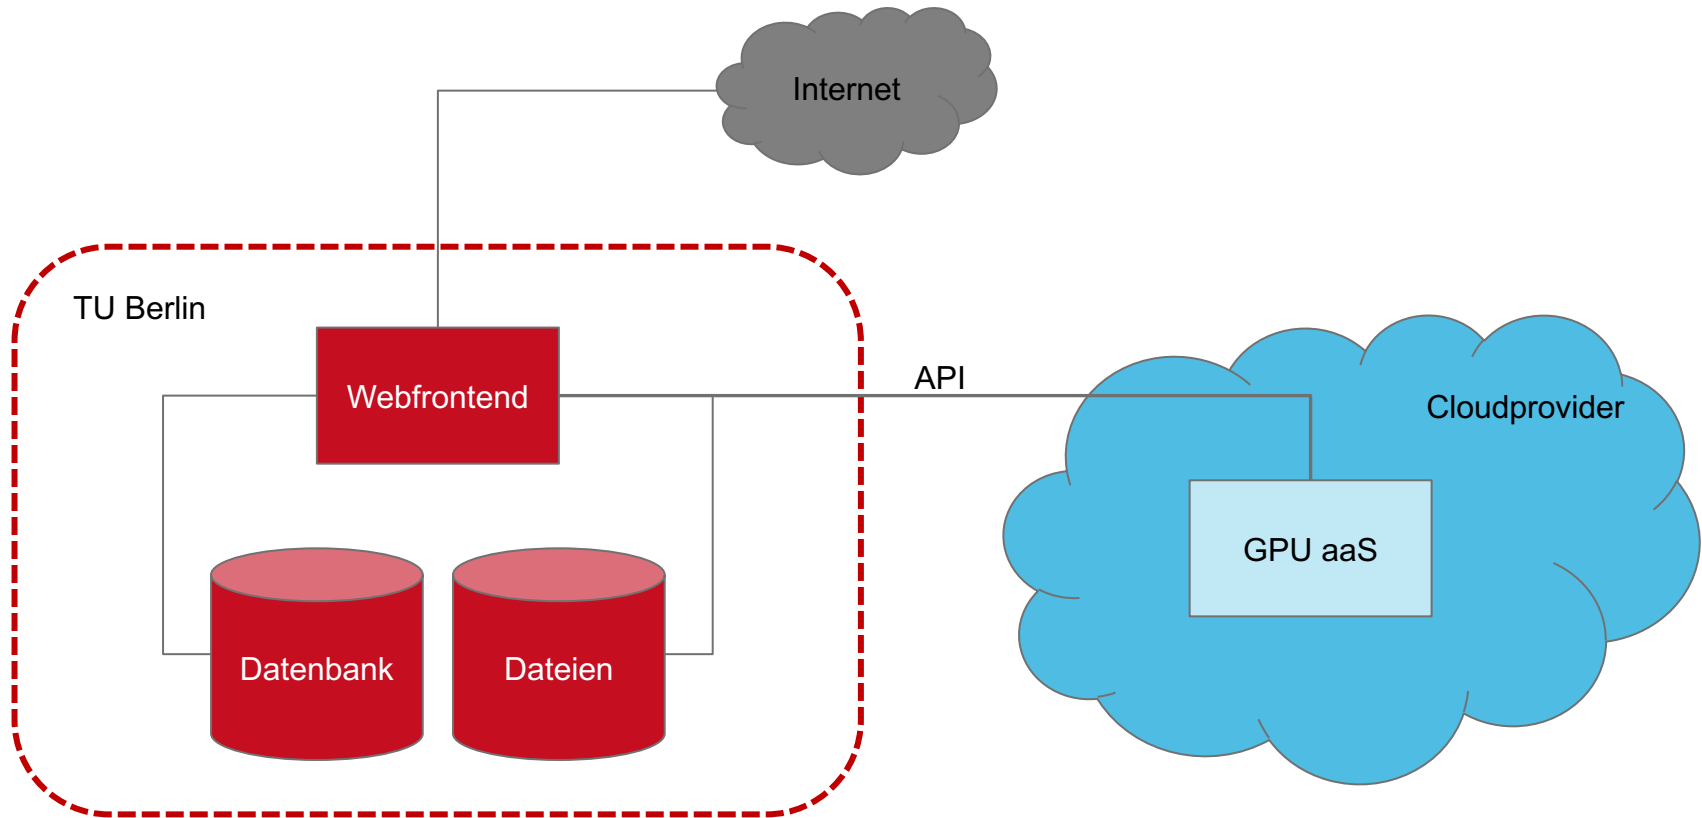 Internet
TU Berlin
Webfrontend
API
Cloudprovider
GPU aaS
Datenbank
Dateien